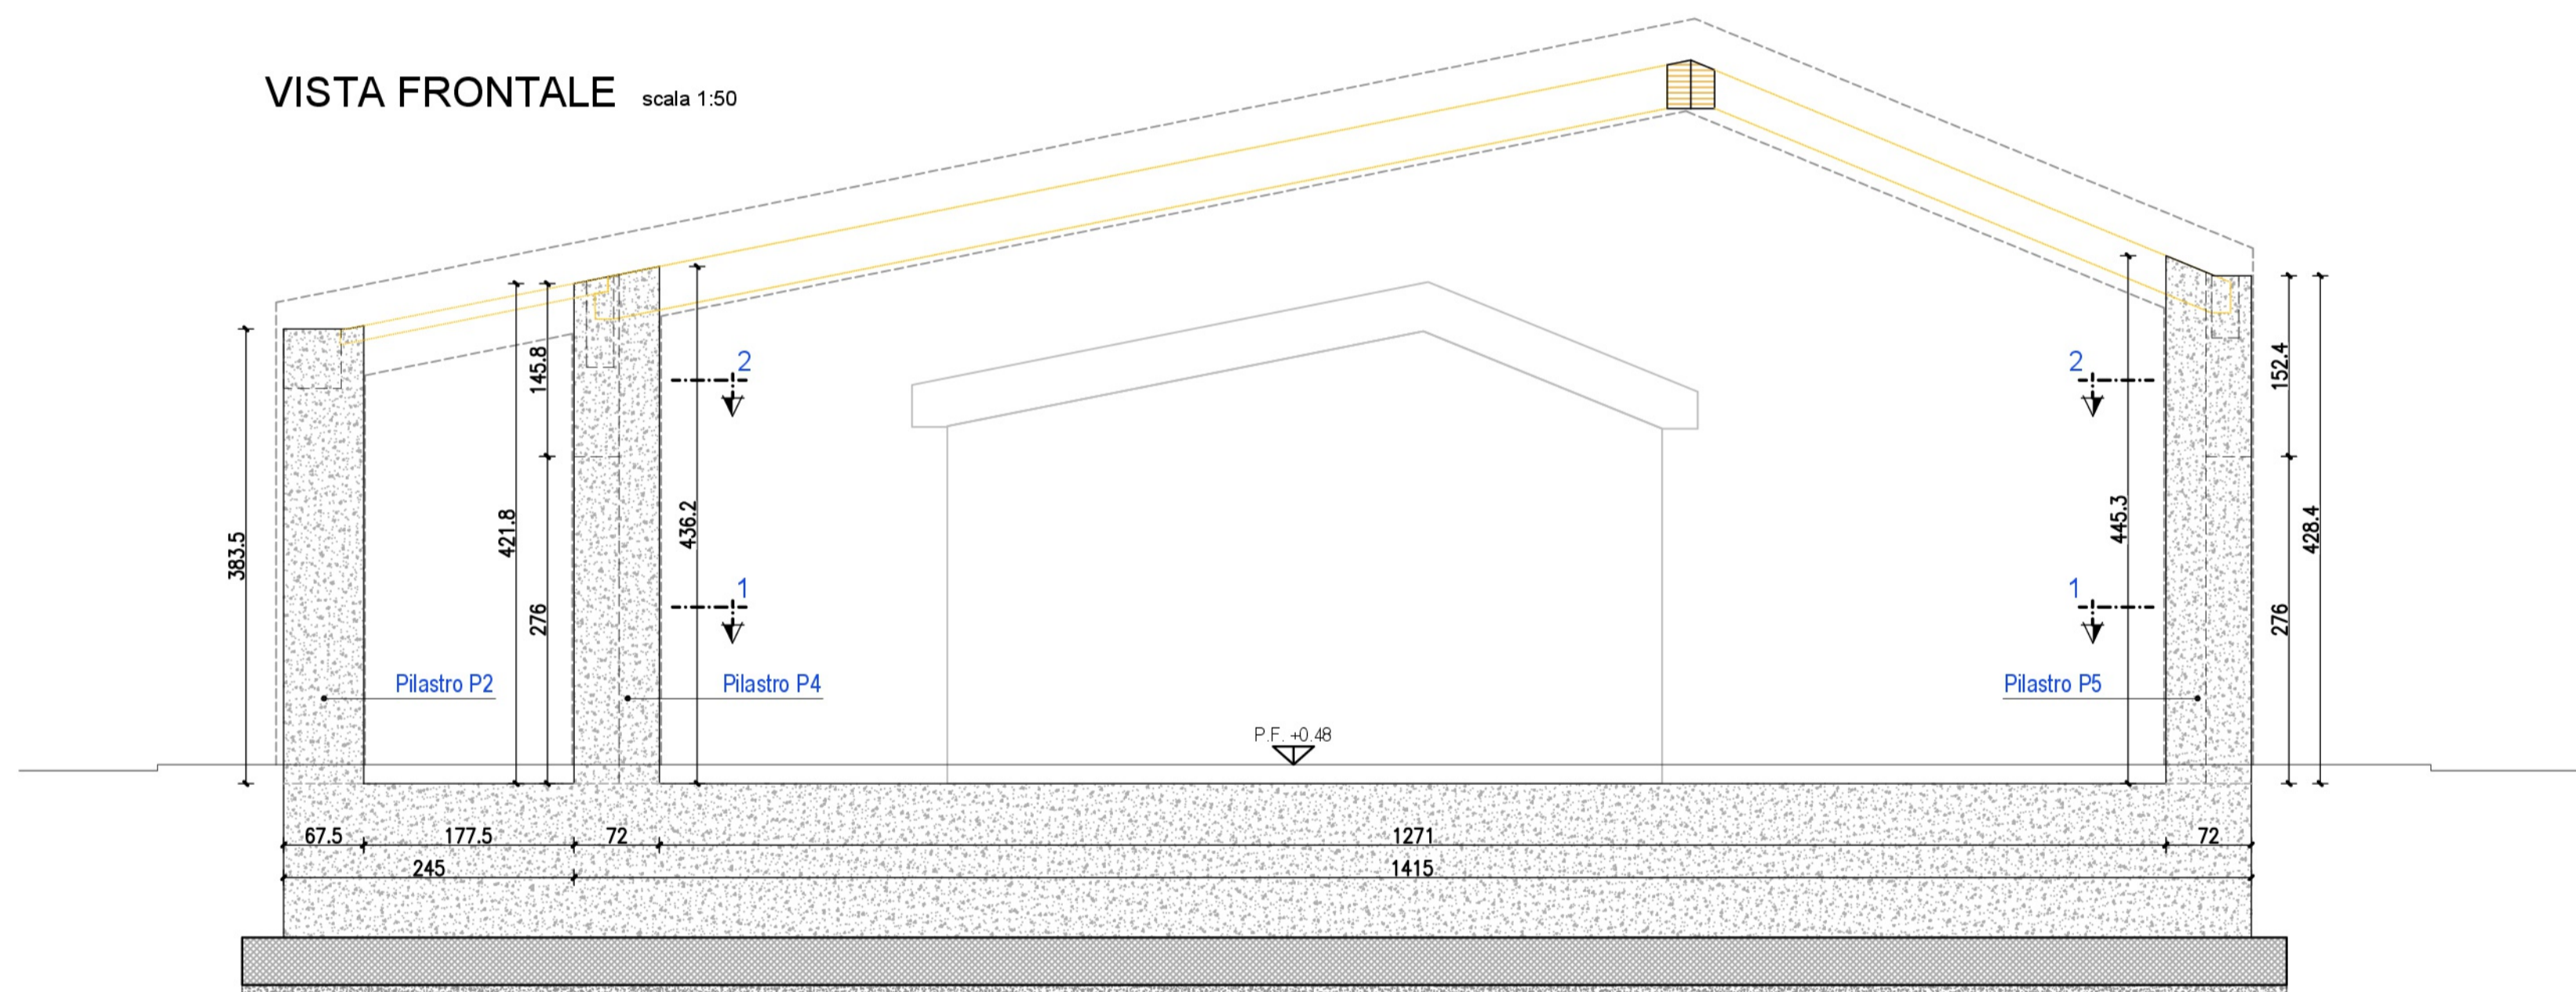 VISTA FRONTALE scala 1:50
383.5
421.8
145.8
276
436.2
2
1
2
1
445.3
152.4
276
428.4
Pilastro P2
Pilastro P4
Pilastro P5
P.F. +0.48
67.5 177.5 72 1271 72
245 1415